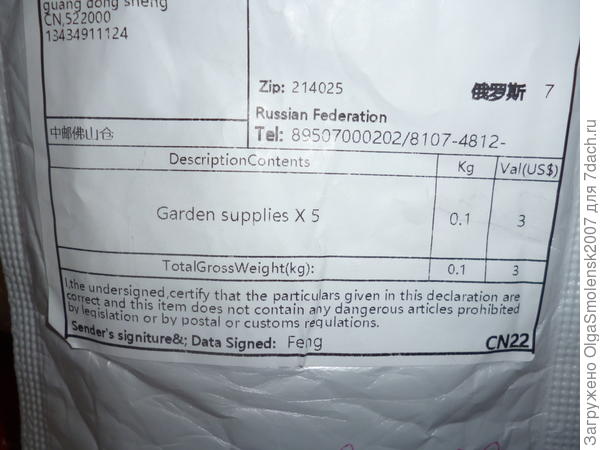 guang dong sheng
CN,522000
13434911124
中邮佛山仓:
Zip: 214025
俄罗斯 7
Russian Federation
Tel: 89507000202/8107-4812-
DescriptionContents Kg Val(US$)
Garden supplies X 5 0.1 3
TotalGrossWeight(kg): 0.1 3
I,the undersigned,certify that the particulars given in this declaration are
correct and this item does not contain any dangerous articles prohibited
by legislation or by postal or customs regulations.
Sender's signiture&; Data Signed: Feng CN22
Загружено OlgaSmolensk2007 для 7dach.ru